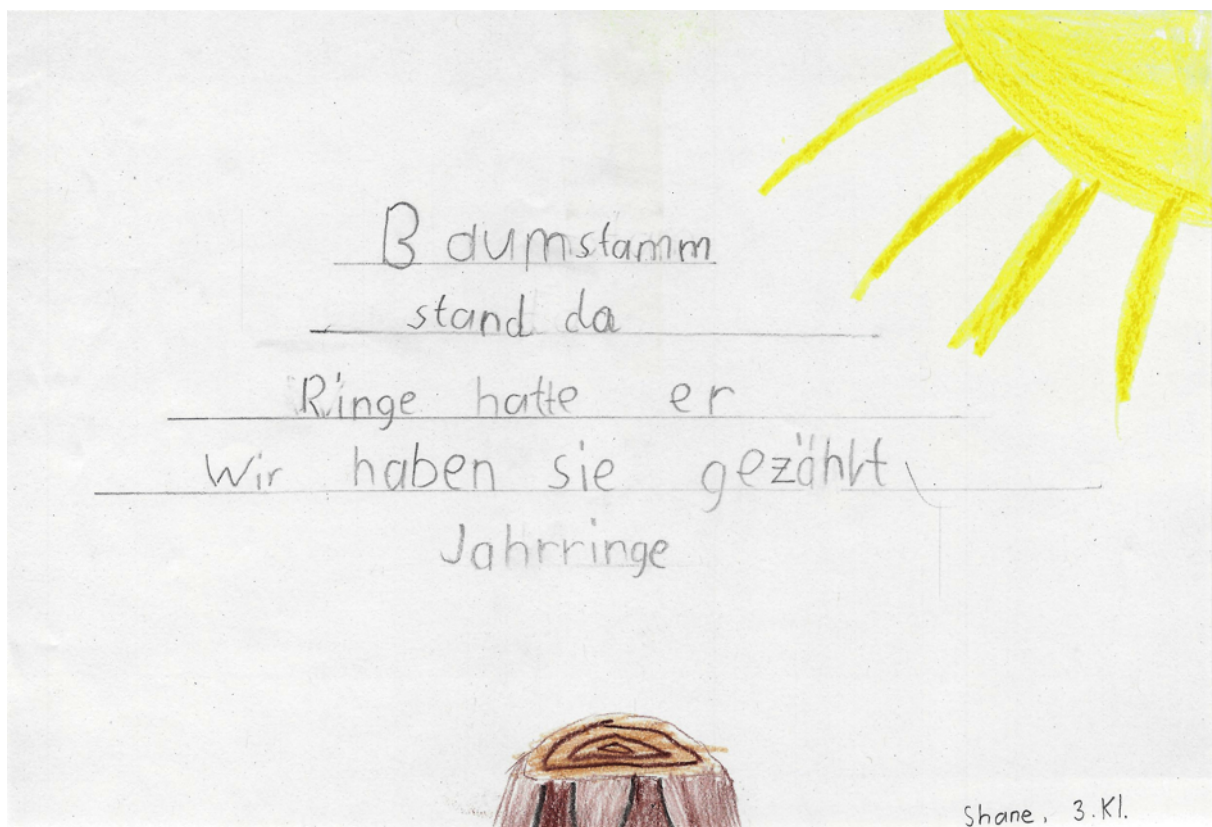 Baumstamm
stand da
Ringe hatte er
Wir haben sie gezählt
Jahrringe
Shane, 3.Kl.